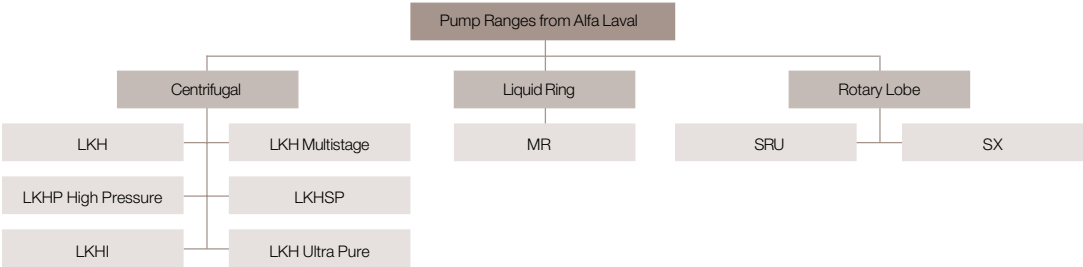 Pump Ranges from Alfa Laval
Centrifugal
Liquid Ring
Rotary Lobe
LKH
LKH Multistage
MR
SRU
SX
LKHP High Pressure
LKHSP
LKHI
LKH Ultra Pure